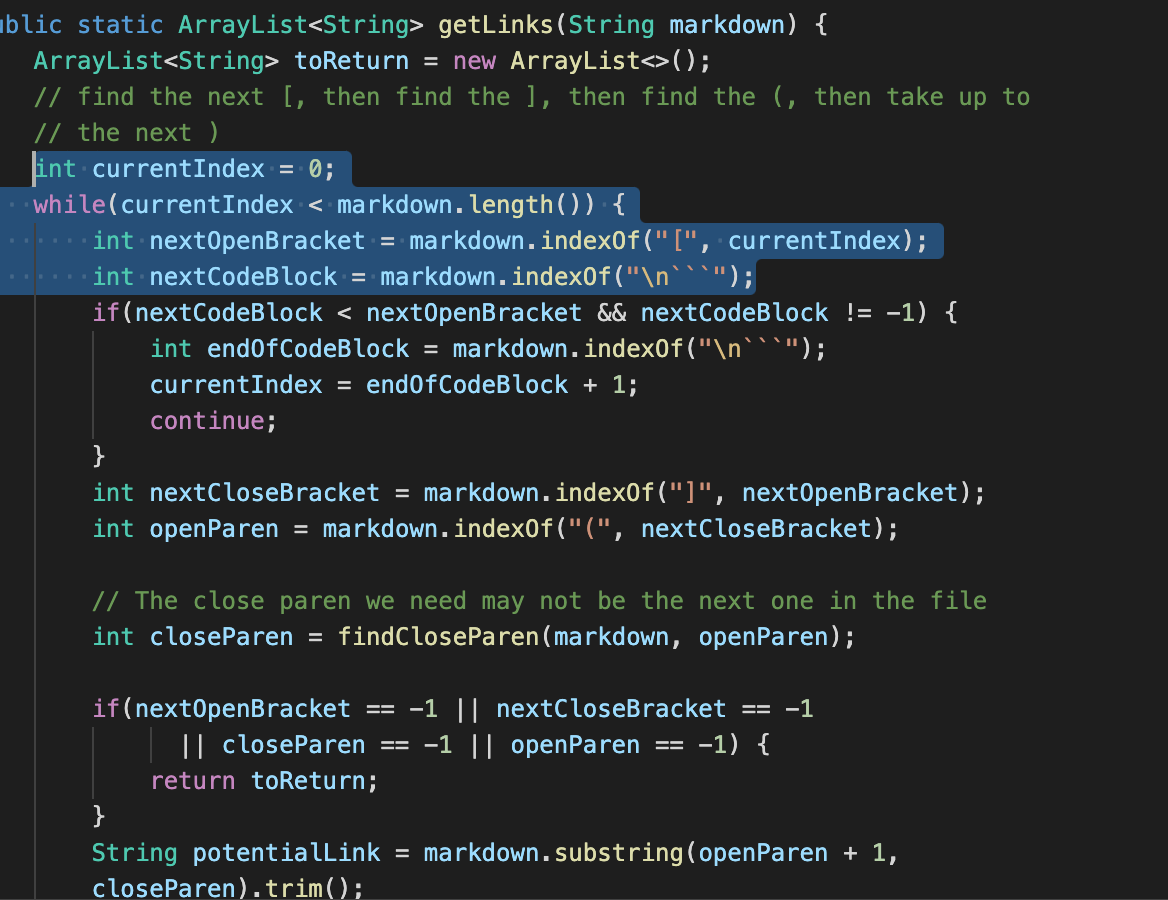 ublic static ArrayList<String> getLinks(String markdown) {
ArrayList<String> toReturn = new ArrayList<>();
// find the next [, then find the ], then find the (, then take up to
// the next )
int currentIndex = 0;
while(currentIndex < markdown.length()) {
int nextOpenBracket = markdown.indexOf("[", currentIndex);
int nextCodeBlock = markdown.indexOf("\n```");
if(nextCodeBlock < nextOpenBracket && nextCodeBlock != -1) {
int endOfCodeBlock = markdown.indexOf("\n```");
currentIndex = endOfCodeBlock + 1;
continue;
}
int nextCloseBracket = markdown.indexOf("]", nextOpenBracket);
int openParen = markdown.indexOf("(", nextCloseBracket);
// The close paren we need may not be the next one in the file
int closeParen = findCloseParen(markdown, openParen);
if(nextOpenBracket == -1 || nextCloseBracket == -1
|| closeParen == -1 || openParen == -1) {
return toReturn;
}
String potentialLink = markdown.substring(openParen + 1,
closeParen).trim();